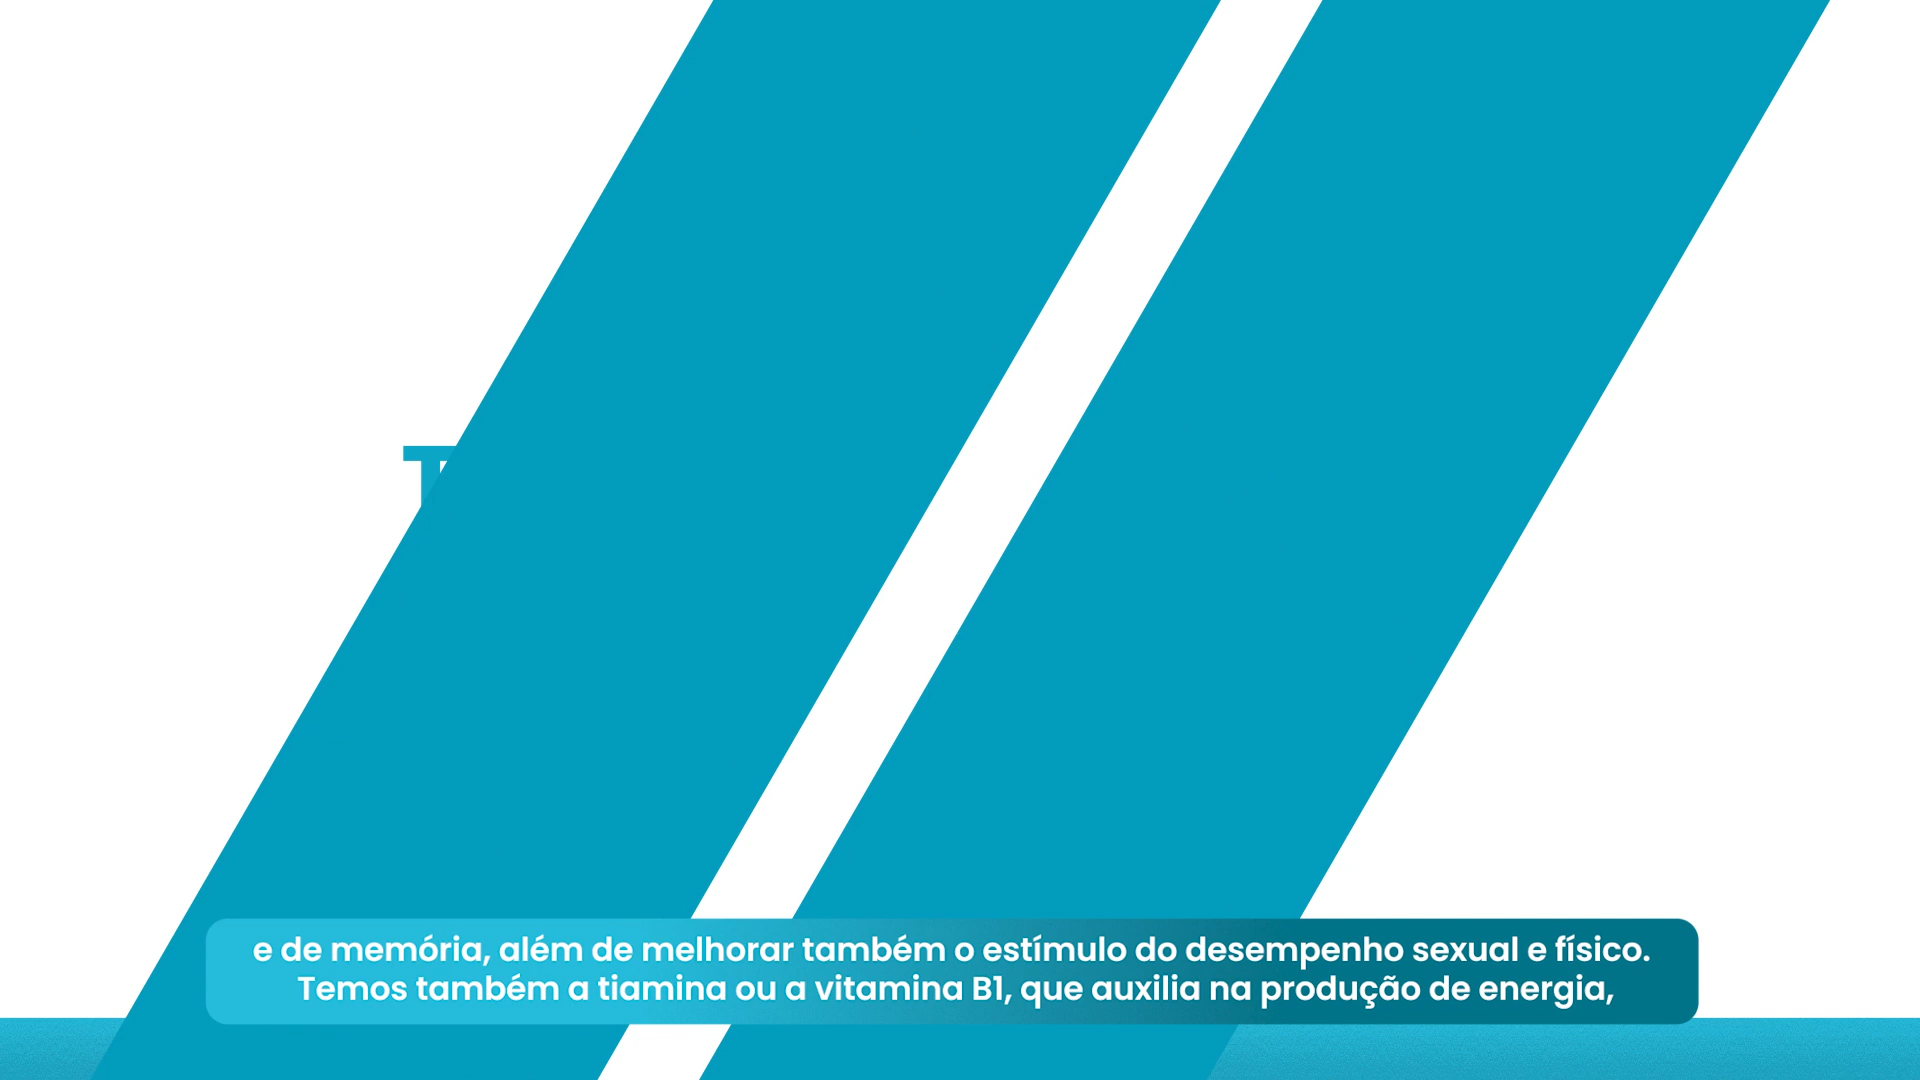 T
e de memória, além de melhorar também o estímulo do desempenho sexual e físico.
Temos também a tiamina ou a vitamina B1, que auxilia na produção de energia,